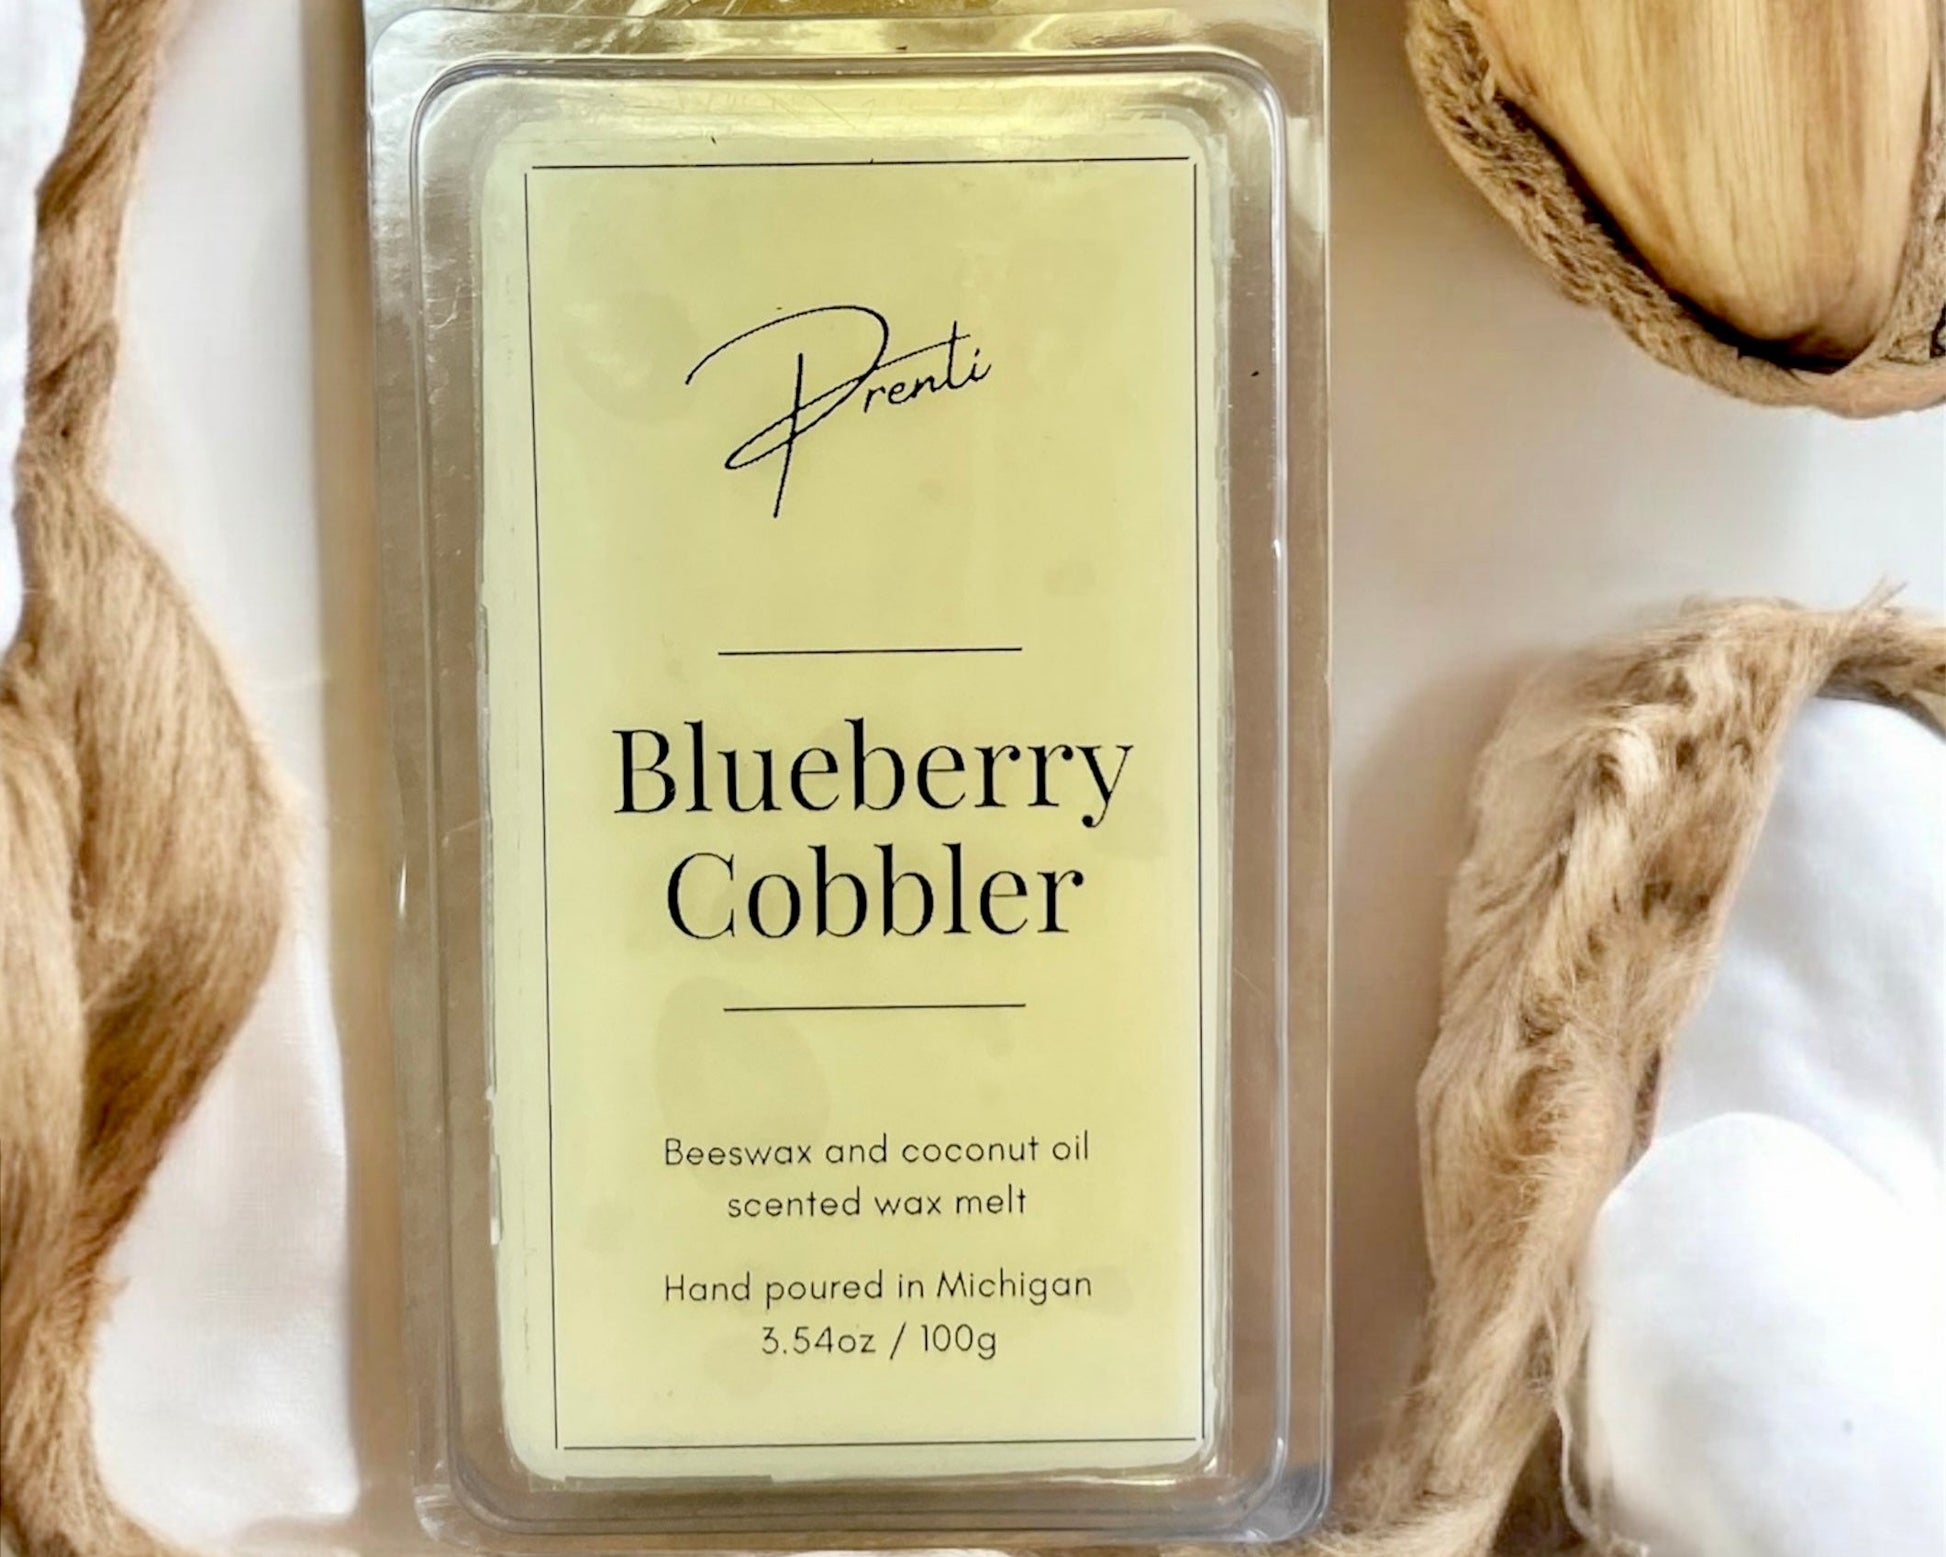 Prenti
Blueberry
Cobbler
Beeswax and coconut oil
scented wax melt
Hand poured in Michigan
3.54oz / 100g